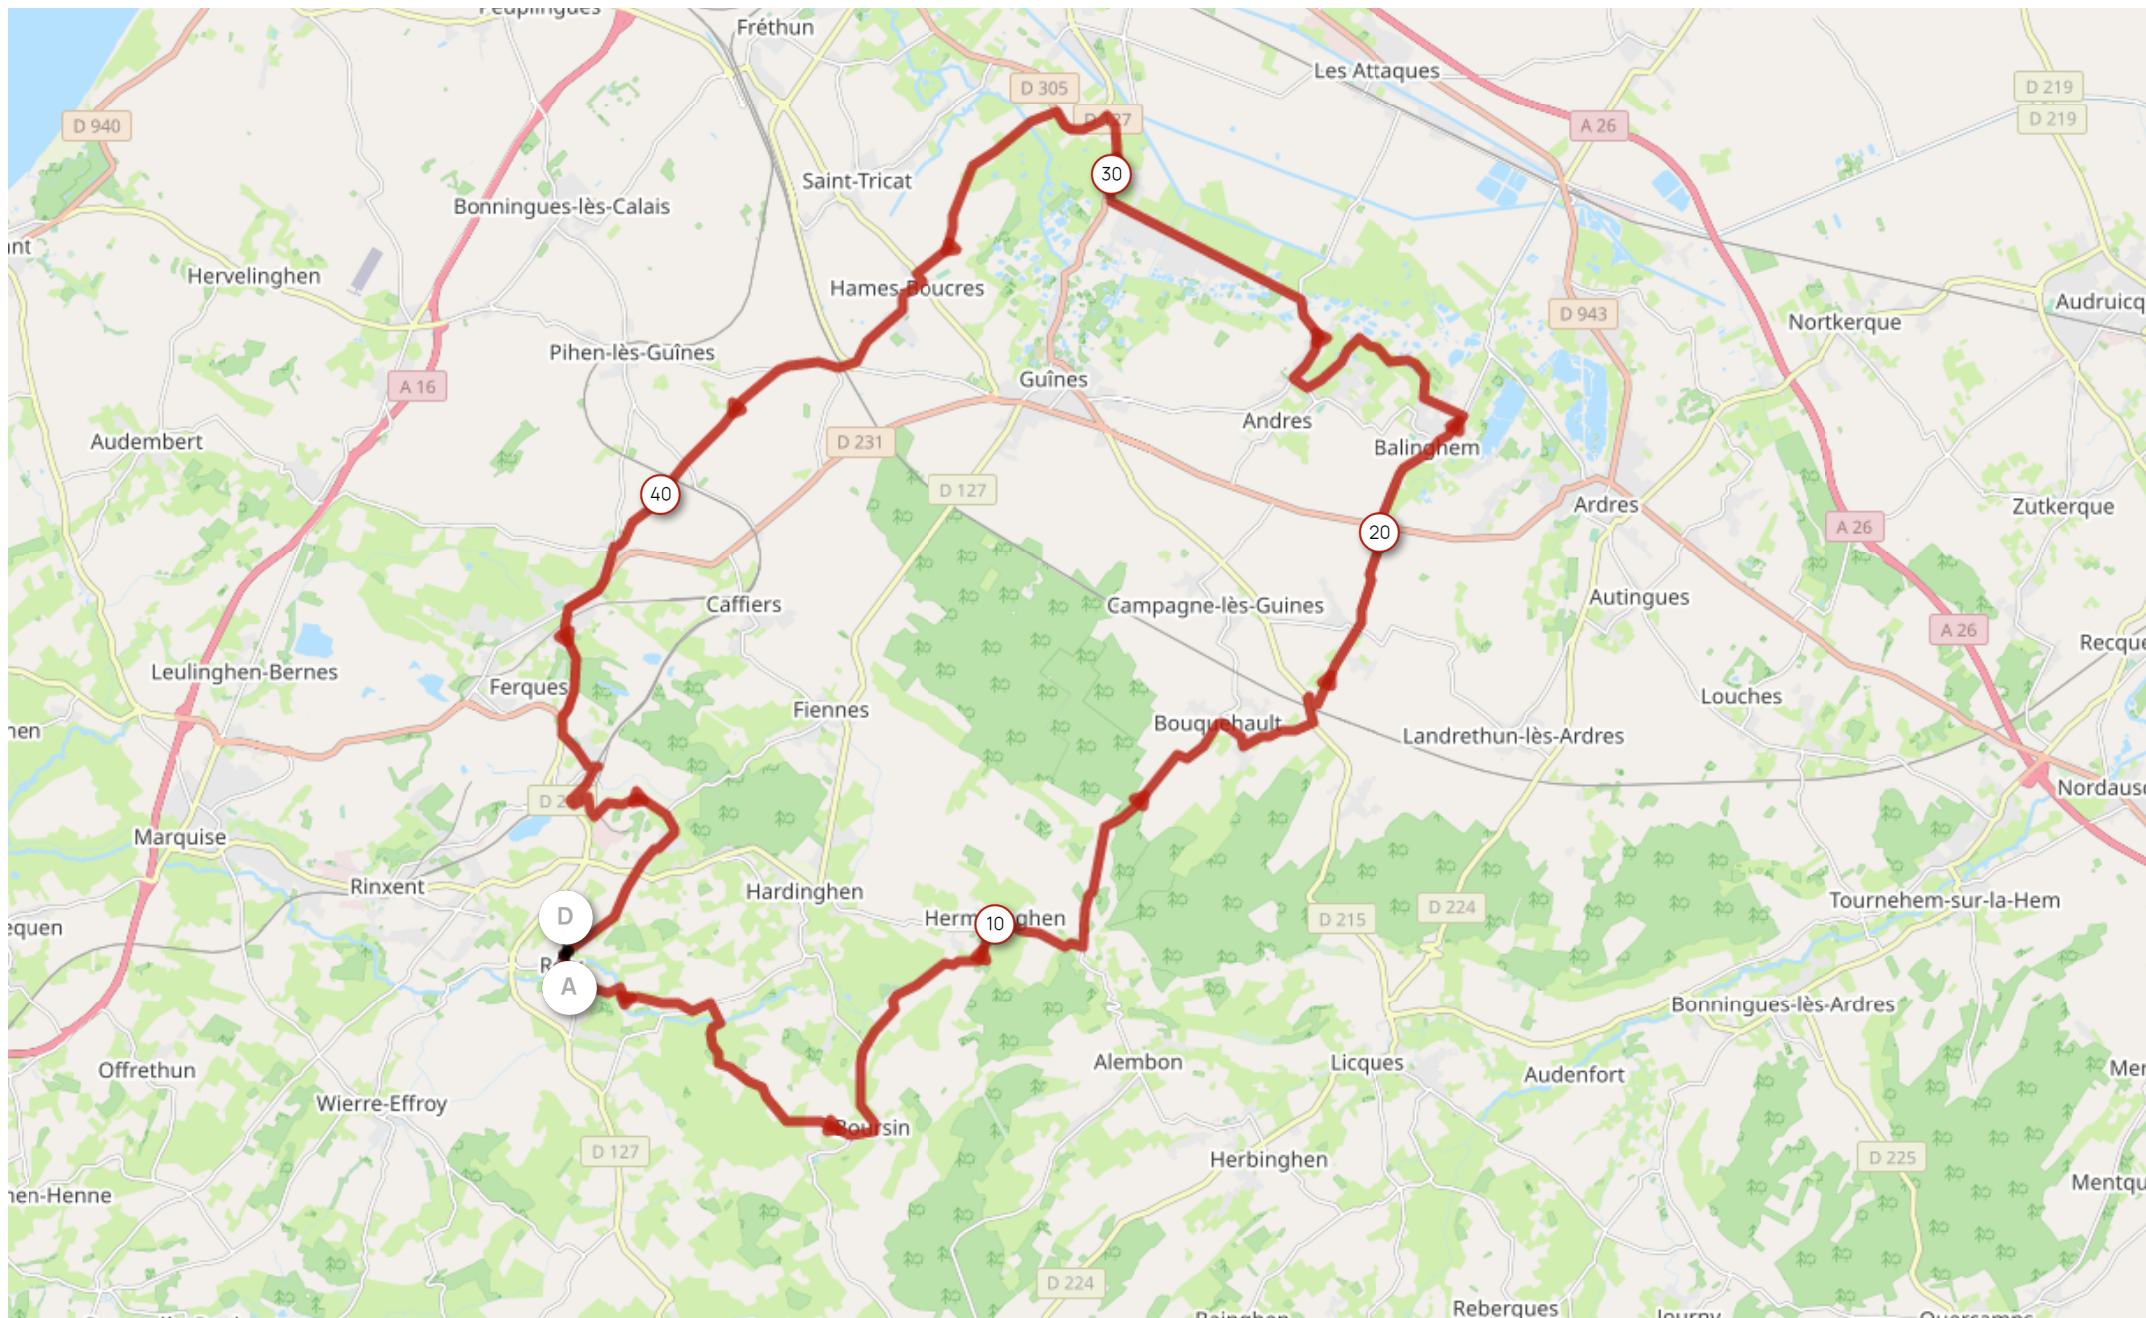 Fréthun
D 305
Les Attaques
D 219
D 940
D 219
A 26
Saint-Tricat
30
Bonningues-lès-Calais
Hervelinghen
Hames-Boucres
Audruicq
D 943
Nortkerque
Pihen-lès-Guînes
A 16
Guînes
Andres
Audembert
D 231
Balinghem
D 127
40
Ardres
Zutkerque
20
A 26
Caffiers
Campagne-lès-Guines
Autingues
A 26
Leulinghen-Bernes
Ferques
Louches
Fiennes
Bouquehault
Landrethun-lès-Ardres
Marquise
Rinxent
Hardinghen
Tournehem-sur-la-Hem
D
10
D 215
D 224
A
Bonningues-lès-Ardres
Offrethun
Alembon
Licques
Audenfort
Wierre-Effroy
Boursin
D 127
Herbinghen
D 225
D 224
Reberques